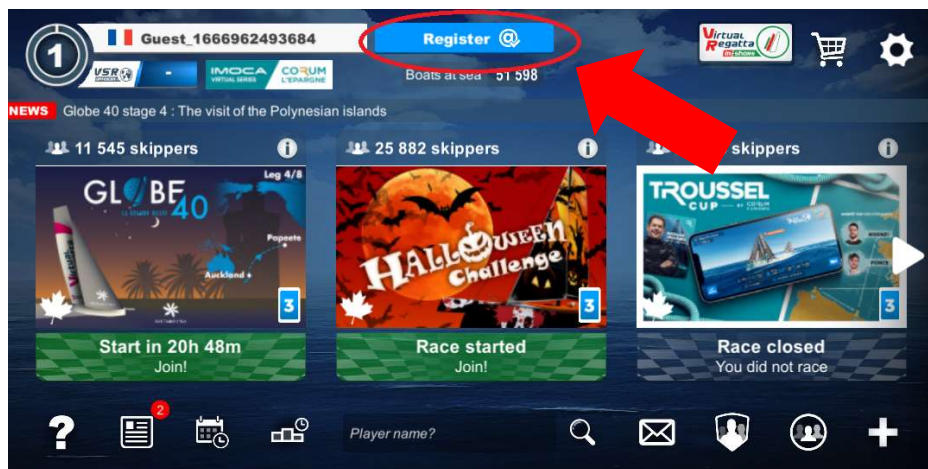 1
Guest_1666962493684
Register @
Virtual
Regatta
inshore
VSR
-
IMOCA
VIRTUAL SERIES
CORUM
L'EPARGNE
Boats at sea 51 598
NEWS Globe 40 stage 4 : The visit of the Polynesian islands
11 545 skippers
i
25 882 skippers
i
skippers
i
GLOBE
40
Leg 4/8
Papeete
Auckland
3
HALLOWEEN
Challenge
3
TROUSSEL
CUP
3
Start in 20h 48m
Join!
Race started
Join!
Race closed
You did not race
?
2
Player name?